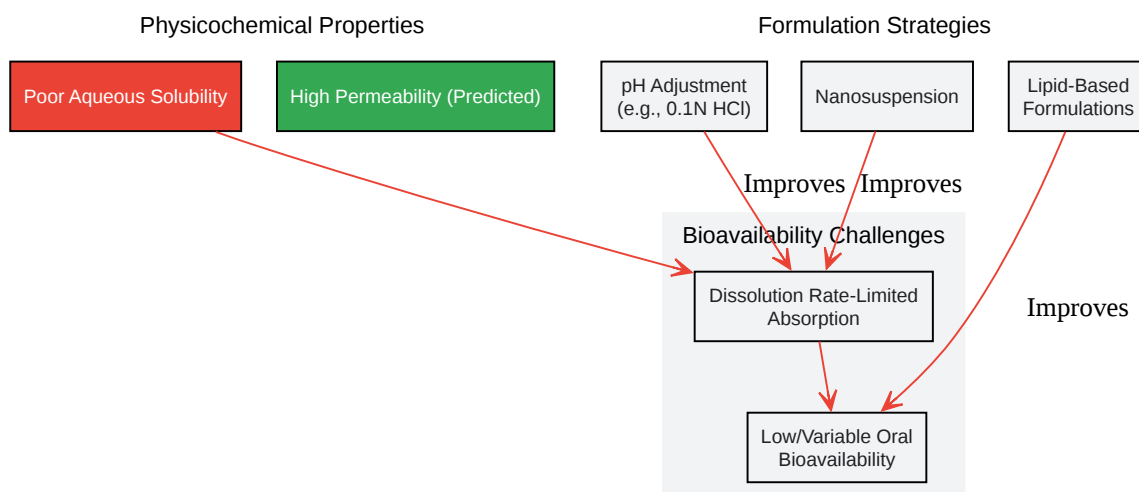 Physicochemical Properties
Formulation Strategies
Poor Aqueous Solubility
High Permeability (Predicted)
pH Adjustment
(e.g., 0.1N HCl)
Nanosuspension
Lipid-Based
Formulations
Improves
Improves
Bioavailability Challenges
Dissolution Rate-Limited
Absorption
Improves
Low/Variable Oral
Bioavailability